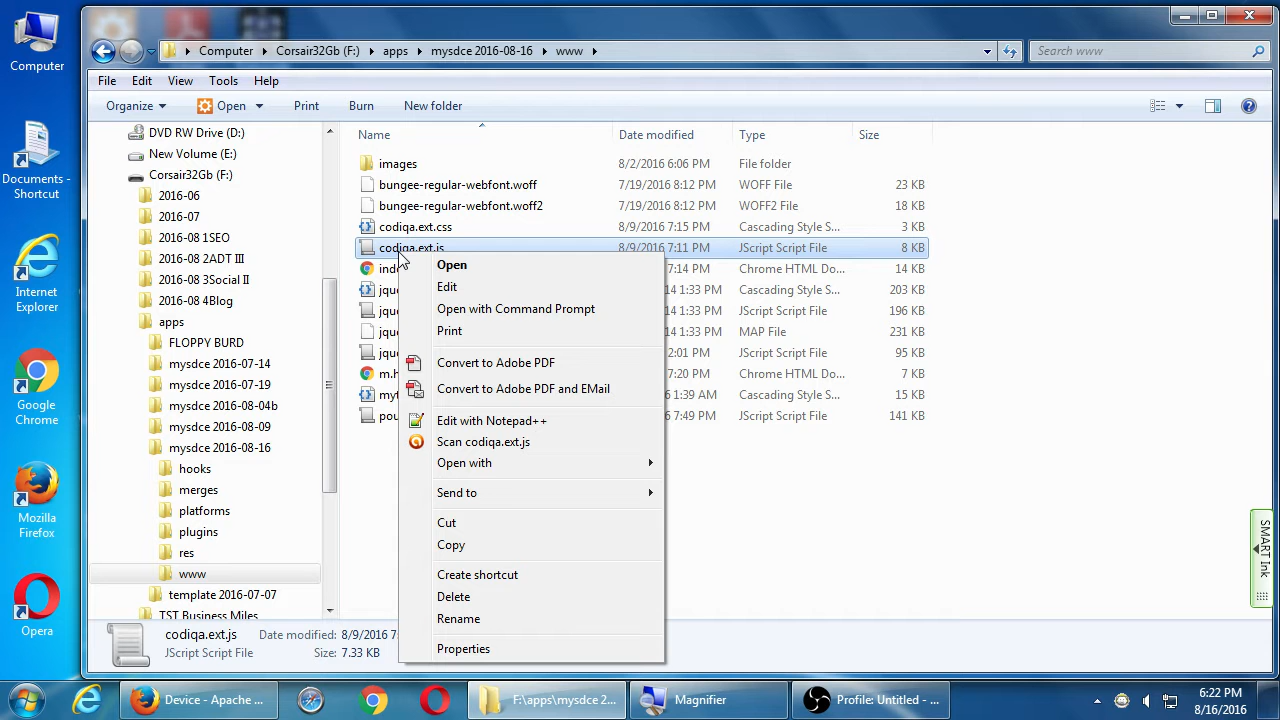 Computer
Documents -
Shortcut
Internet
Explorer
Google
Chrome
Mozilla
Firefox
Opera
Computer
Corsair32Gb (F:)
apps
mysdce 2016-08-16
www
Search www
File Edit View Tools Help
Organize Open Print Burn New folder
DVD RW Drive (D:)
New Volume (E:)
Corsair32Gb (F:)
2016-06
2016-07
2016-08 1SEO
2016-08 2ADT III
2016-08 3Social II
2016-08 4Blog
apps
FLOPPY BURD
mysdce 2016-07-14
mysdce 2016-07-19
mysdce 2016-08-04b
mysdce 2016-08-09
mysdce 2016-08-16
hooks
merges
platforms
plugins
res
www
template 2016-07-07
TST Business Miles
Name Date modified Type Size
images 8/2/2016 6:06 PM File folder
bungee-regular-webfont.woff 7/19/2016 8:12 PM WOFF File 23 KB
bungee-regular-webfont.woff2 7/19/2016 8:12 PM WOFF2 File 18 KB
codiqa.ext.css 8/9/2016 7:15 PM Cascading Style S... 3 KB
codiqa.ext.js 8/9/2016 7:11 PM JScript Script File 8 KB
7:14 PM Chrome HTML Do... 14 KB
4 1:33 PM Cascading Style S... 203 KB
4 1:33 PM JScript Script File 196 KB
4 1:33 PM MAP File 231 KB
2:01 PM JScript Script File 95 KB
7:20 PM Chrome HTML Do... 7 KB
6 1:39 AM Cascading Style S... 15 KB
6 7:49 PM JScript Script File 141 KB
Open
Edit
Open with Command Prompt
Print
Convert to Adobe PDF
Convert to Adobe PDF and EMail
Edit with Notepad++
Scan codiqa.ext.js
Open with
Send to
Cut
Copy
Create shortcut
Delete
Rename
Properties
SMART Ink
codiqa.ext.js Date modified: 8/9/2016 7:
JScript Script File Size: 7.33 KB
Device - Apache ...
F:\apps\mysdce 2...
Magnifier
Profile: Untitled - ...
6:22 PM
8/16/2016